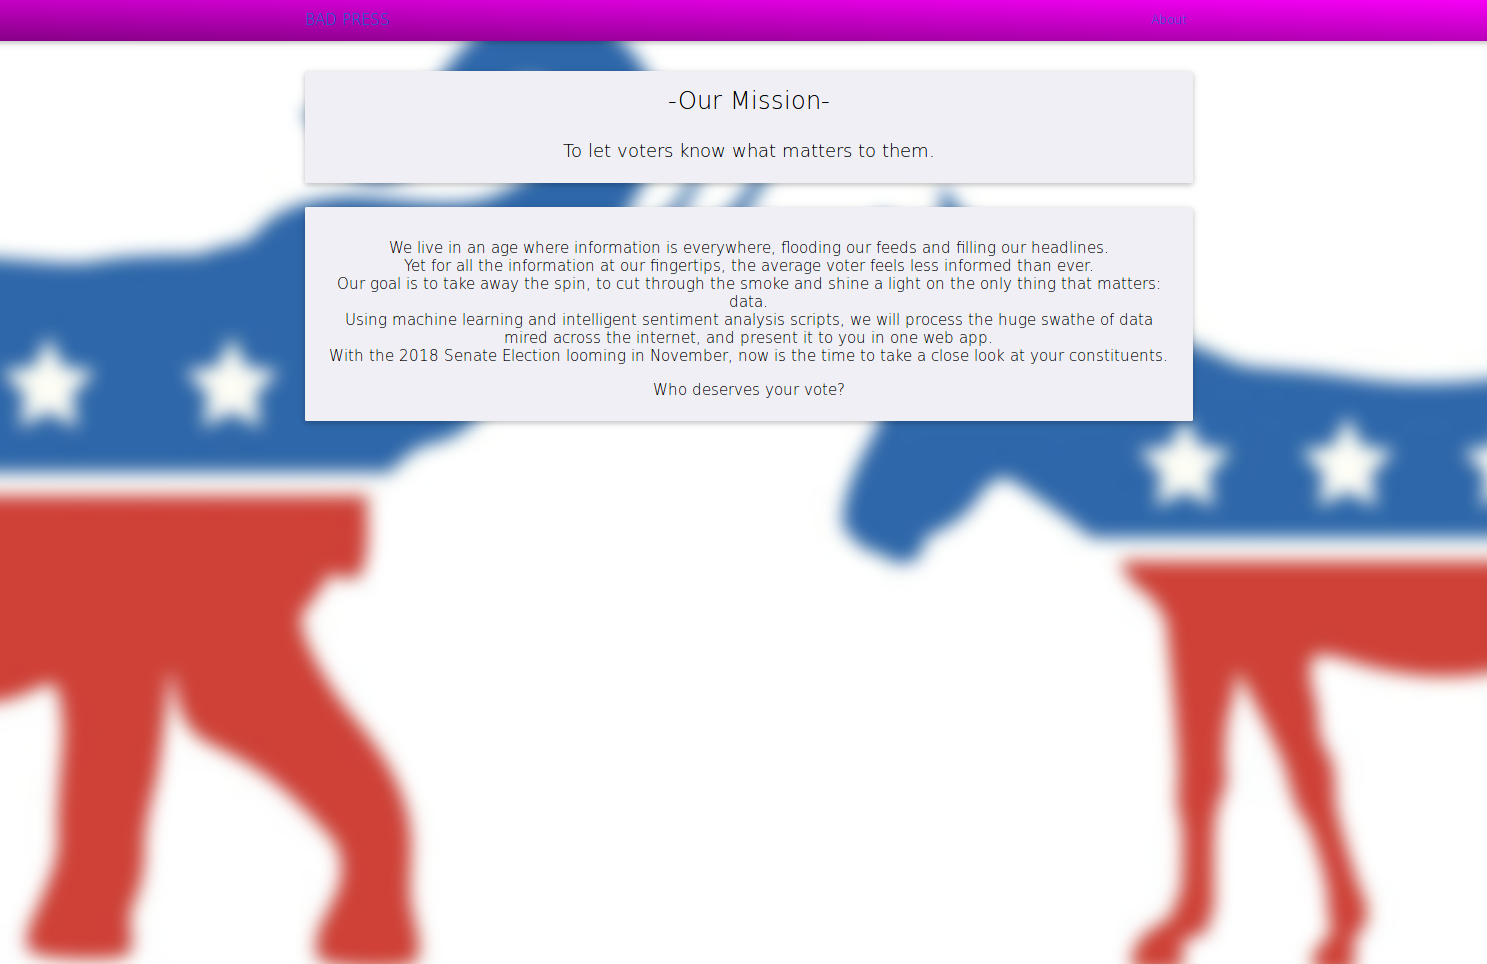 BAD PRESS
About
-Our Mission-
To let voters know what matters to them.
We live in an age where information is everywhere, flooding our feeds and filling our headlines.
Yet for all the information at our fingertips, the average voter feels less informed than ever.
Our goal is to take away the spin, to cut through the smoke and shine a light on the only thing that matters:
data.
Using machine learning and intelligent sentiment analysis scripts, we will process the huge swathe of data
mired across the internet, and present it to you in one web app.
With the 2018 Senate Election looming in November, now is the time to take a close look at your constituents.
Who deserves your vote?